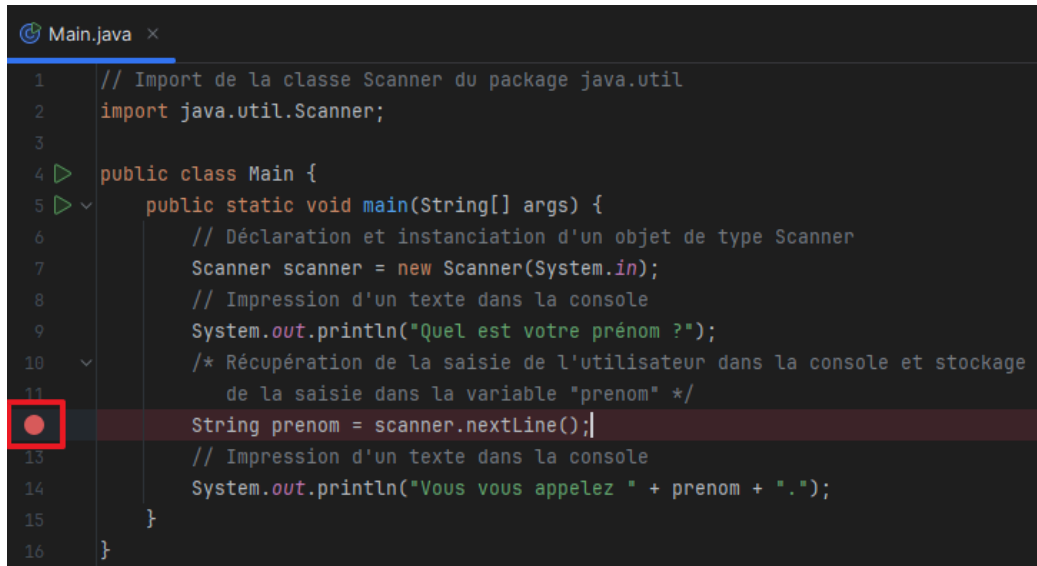 Main.java ×
1 // Import de la classe Scanner du package java.util
2 import java.util.Scanner;
3
4 public class Main {
5 public static void main(String[] args) {
6 // Déclaration et instanciation d'un objet de type Scanner
7 Scanner scanner = new Scanner(System.in);
8 // Impression d'un texte dans la console
9 System.out.println("Quel est votre prénom ?");
10 /* Récupération de la saisie de l'utilisateur dans la console et stockage
11 de la saisie dans la variable "prenom" */
String prenom = scanner.nextLine();
13 // Impression d'un texte dans la console
14 System.out.println("Vous vous appelez " + prenom + ".");
15 }
16 }